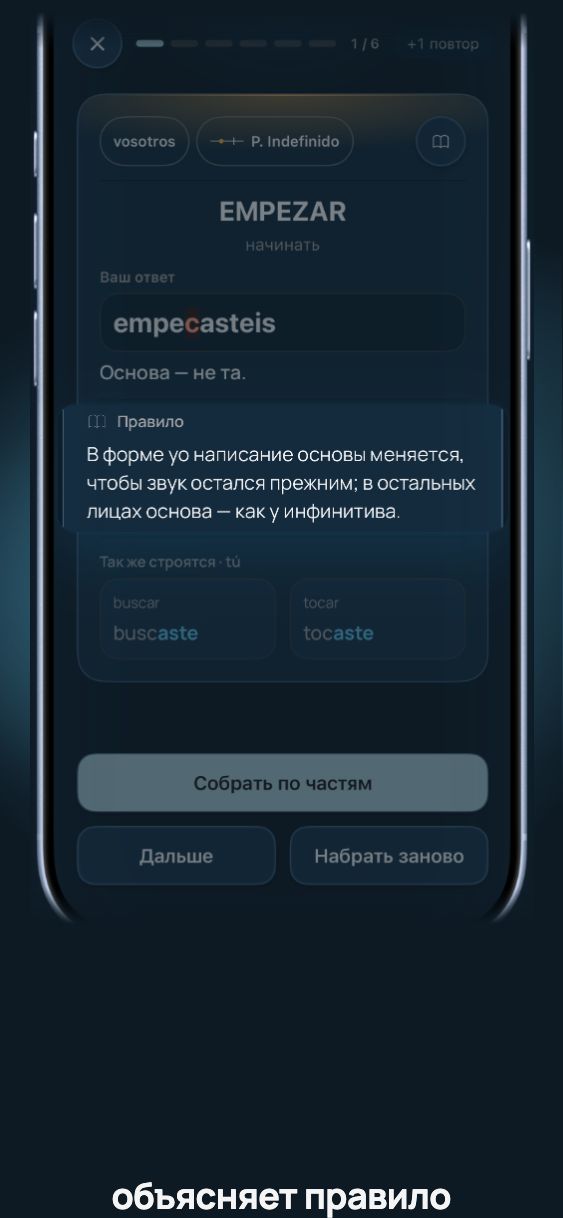 1 / 6 +1 повтор
vosotros P. Indefinido
EMPEZAR
начинать
Ваш ответ
empecasteis
Основа — не та.
Правило
В форме yo написание основы меняется,
чтобы звук остался прежним; в остальных
лицах основа — как у инфинитива.
Так же строятся · tú
buscar tocar
buscaste tocaste
Собрать по частям
Дальше Набрать заново
объясняет правило